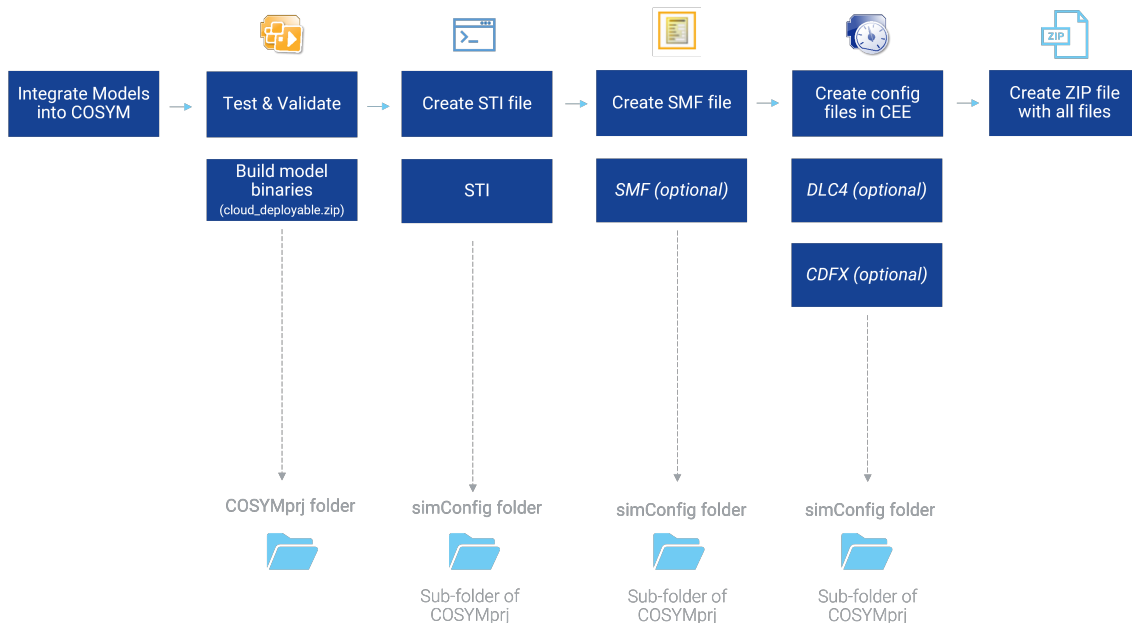 ZIP
Integrate Models
into COSYM
Test & Validate
Create STI file
Create SMF file
Create config
files in CEE
Create ZIP file
with all files
Build model
binaries
(cloud_deployable.zip)
STI
SMF (optional)
DLC4 (optional)
CDFX (optional)
COSYMprj folder
simConfig folder
simConfig folder
simConfig folder
Sub-folder of
COSYMprj
Sub-folder of
COSYMprj
Sub-folder of
COSYMprj